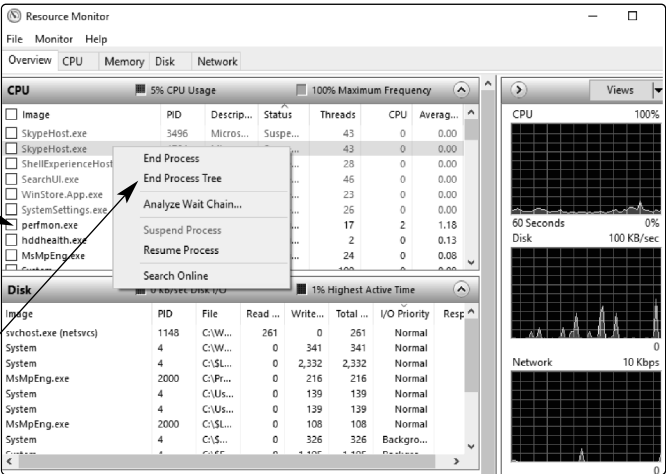 Resource Monitor
File Monitor Help
Overview CPU Memory Disk Network
CPU 5% CPU Usage 100% Maximum Frequency
Image PID Descrip... Status Threads CPU Averag...
SkypeHost.exe 3496 Micros... Suspe... 43 0 0.00
SkypeHost.exe 43 0 0.00
ShellExperienceHost 28 0 0.00
SearchUI.exe 46 0 0.00
WinStore.App.exe 23 0 0.00
SystemSettings.exe 26 0 0.00
perfmon.exe 17 2 1.18
hddhealth.exe 2 0 0.13
MsMpEng.exe 24 0 0.08
End Process
End Process Tree
Analyze Wait Chain...
Suspend Process
Resume Process
Search Online
Disk 0 KB/sec Disk I/O 1% Highest Active Time
Image PID File Read ... Write... Total ... I/O Priority Resp
svchost.exe (netsvcs) 1148 C:\W... 261 0 261 Normal
System 4 C:\W... 0 341 341 Normal
System 4 C:\$L... 0 2,332 2,332 Normal
MsMpEng.exe 2000 C:\Pr... 0 216 216 Normal
System 4 C:\Us... 0 139 139 Normal
System 4 C:\Us... 0 139 139 Normal
MsMpEng.exe 2000 C:\$L... 0 108 108 Normal
System 4 C:\$... 0 326 326 Backgro...
Views
CPU 100%
60 Seconds 0%
Disk 100 KB/sec
0
Network 10 Kbps
0